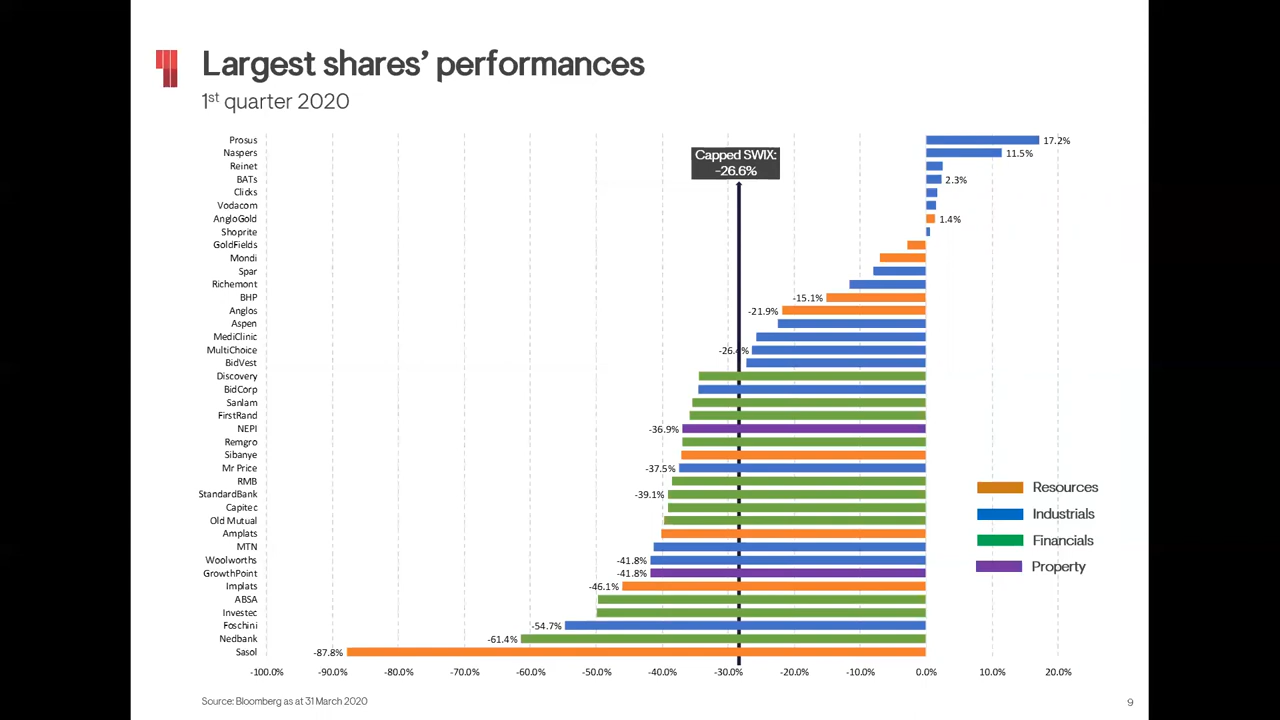 Largest shares’ performances
1st quarter 2020
Capped SWIX:
-26.6%
Prosus 17.2%
Naspers 11.5%
Reinet
BATs 2.3%
Clicks
Vodacom
AngloGold 1.4%
Shoprite
GoldFields
Mondi
Spar
Richemont
BHP -15.1%
Anglos -21.9%
Aspen
MediClinic
MultiChoice -26.4%
BidVest
Discovery
BidCorp
Sanlam
FirstRand
NEPI -36.9%
Remgro
Sibanye
Mr Price -37.5%
RMB
StandardBank -39.1%
Capitec
Old Mutual
Amplats
MTN
Woolworths -41.8%
GrowthPoint -41.8%
Implats -46.1%
ABSA
Investec
Foschini -54.7%
Nedbank -61.4%
Sasol -87.8%
Resources
Industrials
Financials
Property
-100.0% -90.0% -80.0% -70.0% -60.0% -50.0% -40.0% -30.0% -20.0% -10.0% 0.0% 10.0% 20.0%
Source: Bloomberg as at 31 March 2020
9